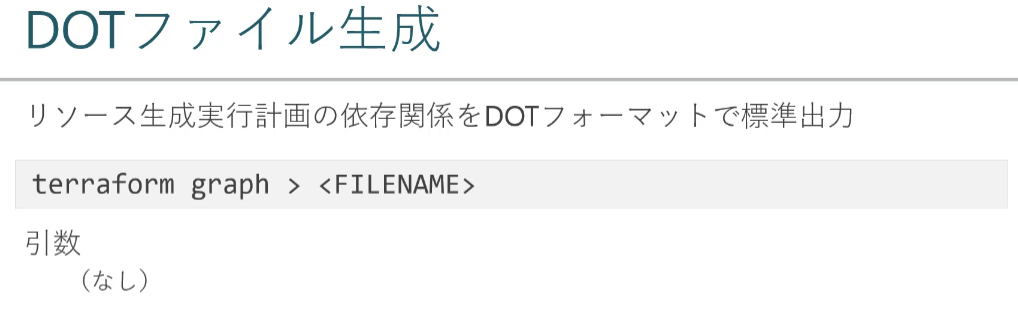 DOTファイル生成
リソース生成実行計画の依存関係をDOTフォーマットで標準出力
terraform graph > <FILENAME>
引数
（なし）